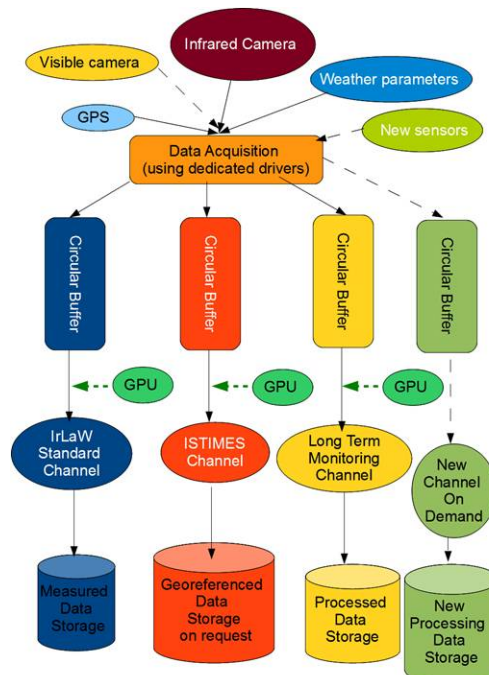 Infrared Camera
Visible camera
Weather parameters
GPS
New sensors
Data Acquisition
(using dedicated drivers)
Circular Buffer
Circular Buffer
Circular Buffer
Circular Buffer
GPU
GPU
GPU
IrLaW
Standard
Channel
ISTIMES
Channel
Long Term
Monitoring
Channel
New
Channel
On
Demand
Measured
Data
Storage
Georeferenced
Data
Storage
on request
Processed
Data
Storage
New
Processing
Data
Storage